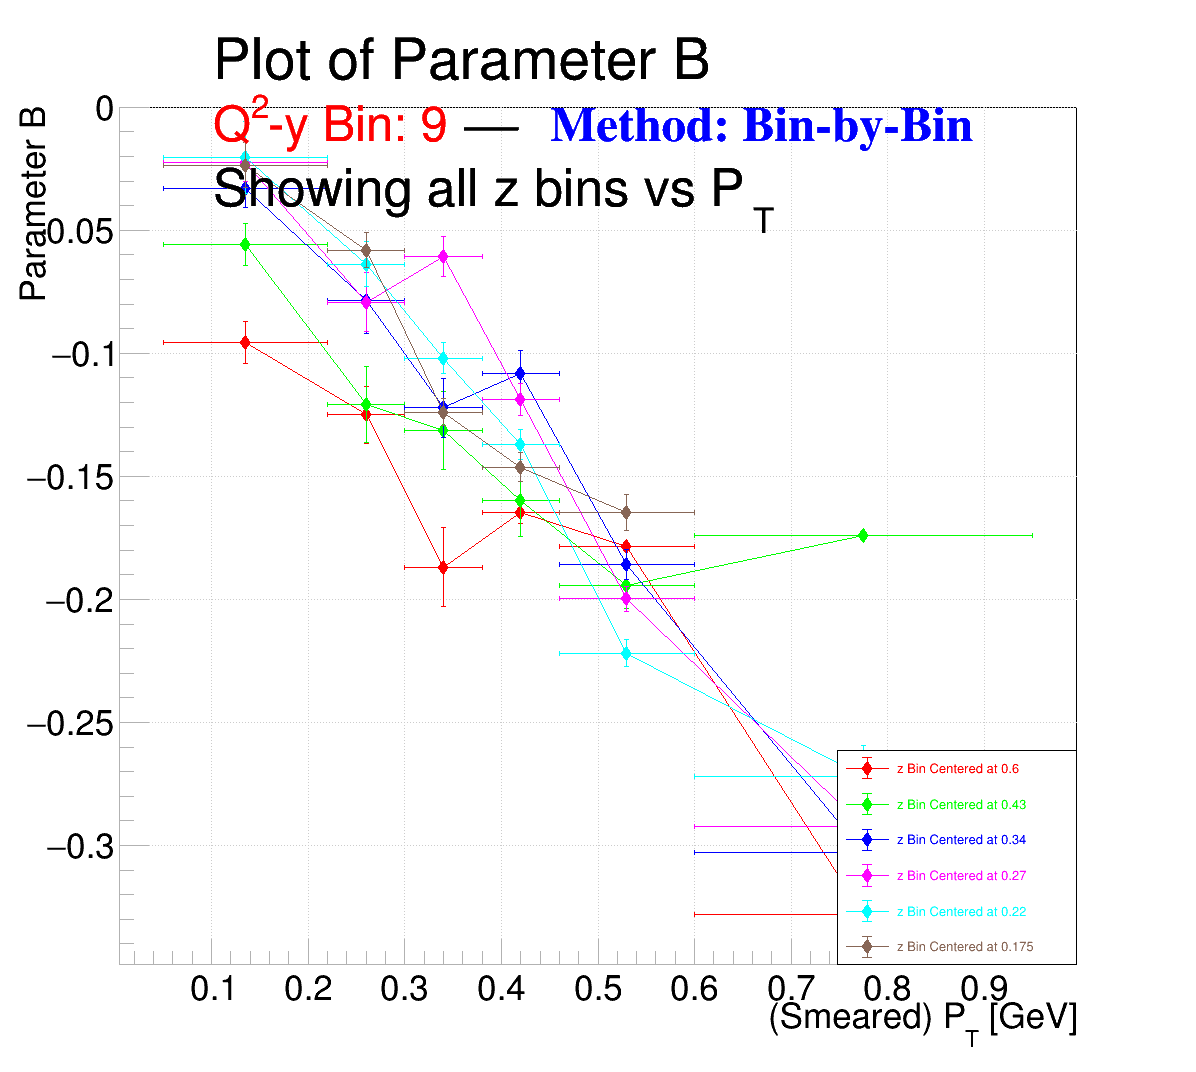 Plot of Parameter B
Q²-y Bin: 9 — Method: Bin-by-Bin
Showing all z bins vs P_T
Parameter B
0
−0.05
−0.1
−0.15
−0.2
−0.25
−0.3
z Bin Centered at 0.6
z Bin Centered at 0.43
z Bin Centered at 0.34
z Bin Centered at 0.27
z Bin Centered at 0.22
z Bin Centered at 0.175
0.1 0.2 0.3 0.4 0.5 0.6 0.7 0.8 0.9
(Smeared) P_T [GeV]